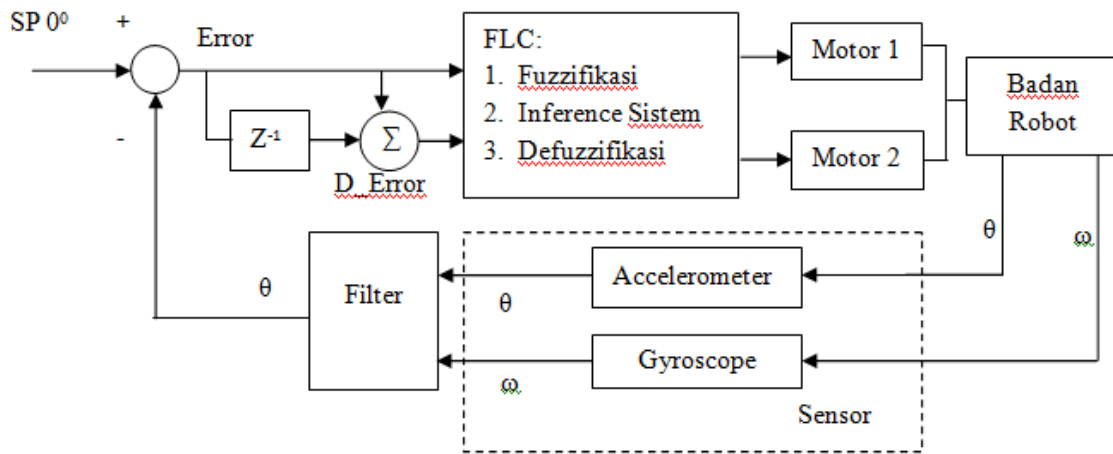 SP 0⁰
+
Error
-
Z⁻¹
Σ
D_Error
FLC:
1. Fuzzifikasi
2. Inference Sistem
3. Defuzzifikasi
Motor 1
Motor 2
Badan
Robot
θ
ω
Accelerometer
θ
Gyroscope
ω
Sensor
Filter
θ